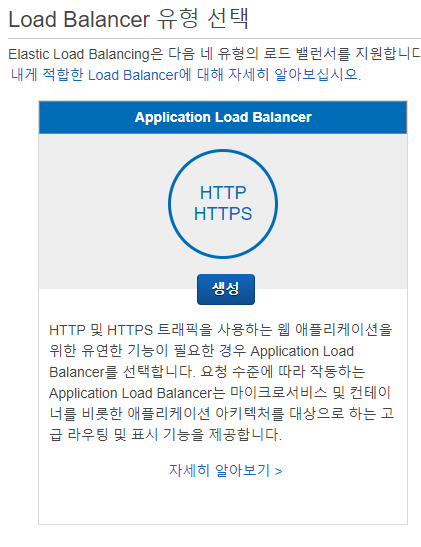 Load Balancer 유형 선택
Elastic Load Balancing은 다음 네 유형의 로드 밸런서를 지원합니다
내게 적합한 Load Balancer에 대해 자세히 알아보십시오.
Application Load Balancer
HTTP
HTTPS
생성
HTTP 및 HTTPS 트래픽을 사용하는 웹 애플리케이션을
위한 유연한 기능이 필요한 경우 Application Load
Balancer를 선택합니다. 요청 수준에 따라 작동하는
Application Load Balancer는 마이크로서비스 및 컨테이
너를 비롯한 애플리케이션 아키텍처를 대상으로 하는 고
급 라우팅 및 표시 기능을 제공합니다.
자세히 알아보기 >